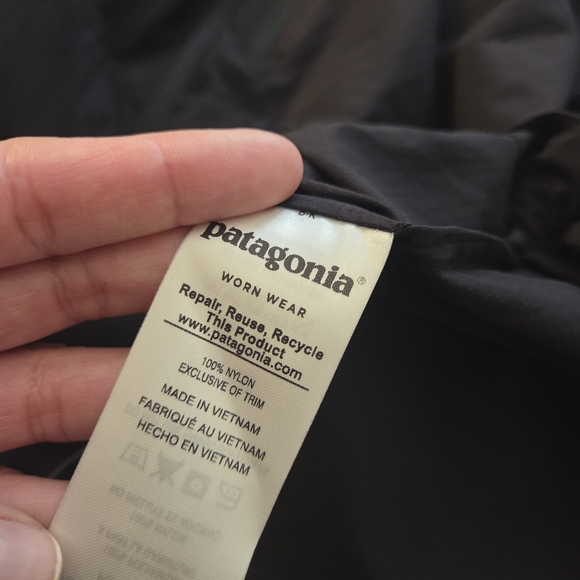 patagonia®
WORN WEAR
Repair, Reuse, Recycle
This Product
www.patagonia.com
100% NYLON
EXCLUSIVE OF TRIM
MADE IN VIETNAM
FABRIQUÉ AU VIETNAM
HECHO EN VIETNAM